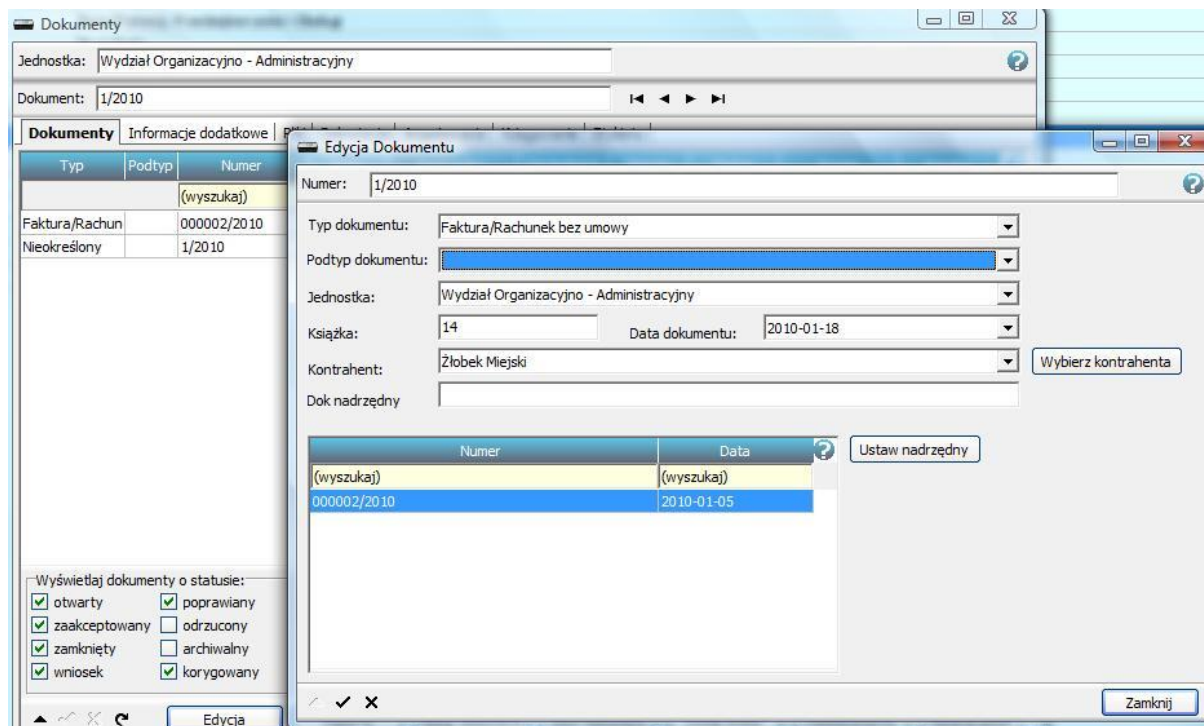 Dokumenty
Jednostka: Wydział Organizacyjno - Administracyjny
Dokument: 1/2010
Dokumenty Informacje dodatkowe
Typ Podtyp Numer
(wyszukaj)
Faktura/Rachun 000002/2010
Nieokreślony 1/2010
Wyświetlaj dokumenty o statusie:
otwarty poprawiany
zaakceptowany odrzucony
zamknięty archiwalny
wniosek korygowany
Edycja
Edycja Dokumentu
Numer: 1/2010
Typ dokumentu: Faktura/Rachunek bez umowy
Podtyp dokumentu:
Jednostka: Wydział Organizacyjno - Administracyjny
Książka: 14 Data dokumentu: 2010-01-18
Kontrahent: Żłobek Miejski Wybierz kontrahenta
Dok nadrzędny
Numer Data Ustaw nadrzędny
(wyszukaj) (wyszukaj)
000002/2010 2010-01-05
Zamknij